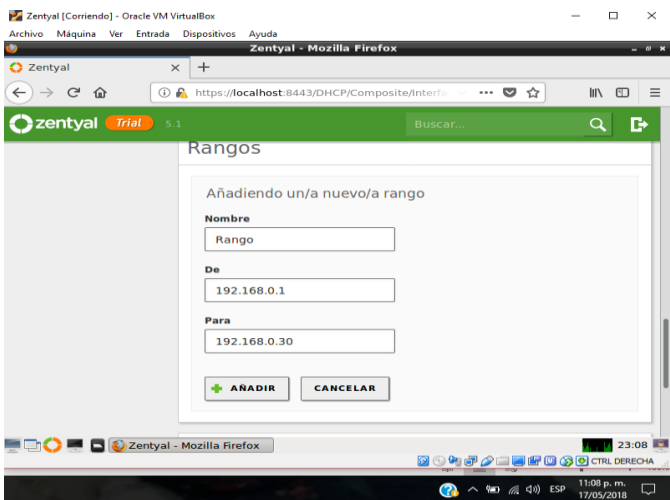 Zentyal [Corriendo] - Oracle VM VirtualBox
Archivo Máquina Ver Entrada Dispositivos Ayuda
Zentyal - Mozilla Firefox
Zentyal
https://localhost:8443/DHCP/Composite/Interfa
zentyal Trial 5.1 Buscar...
Rangos
Añadiendo un/a nuevo/a rango
Nombre
Rango
De
192.168.0.1
Para
192.168.0.30
AÑADIR CANCELAR
Zentyal - Mozilla Firefox 23:08
CTRL DERECHA
ESP 11:08 p. m.
17/05/2018